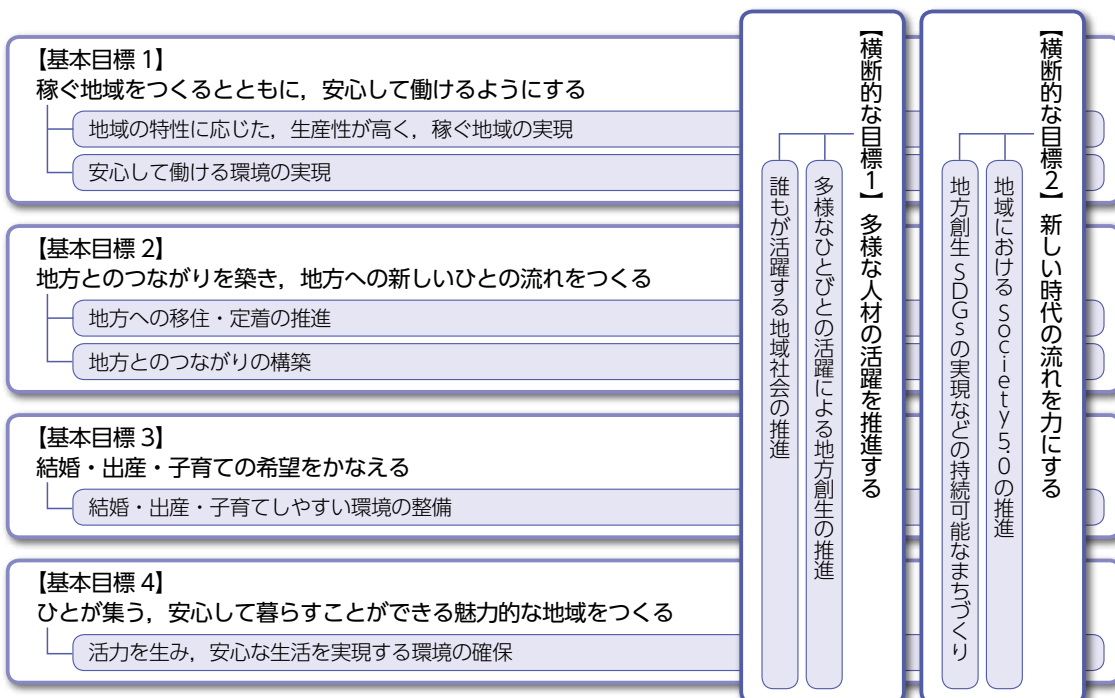 【基本目標 1】
稼ぐ地域をつくるとともに，安心して働けるようにする
地域の特性に応じた，生産性が高く，稼ぐ地域の実現
安心して働ける環境の実現
【基本目標 2】
地方とのつながりを築き，地方への新しいひとの流れをつくる
地方への移住・定着の推進
地方とのつながりの構築
【基本目標 3】
結婚・出産・子育ての希望をかなえる
結婚・出産・子育てしやすい環境の整備
【基本目標 4】
ひとが集う，安心して暮らすことができる魅力的な地域をつくる
活力を生み，安心な生活を実現する環境の確保
【横断的な目標1】多様な人材の活躍を推進する
多様なひとびとの活躍による地方創生の推進
誰もが活躍する地域社会の推進
【横断的な目標2】新しい時代の流れを力にする
地域における Society5.0の推進
地方創生 SDGsの実現などの持続可能なまちづくり